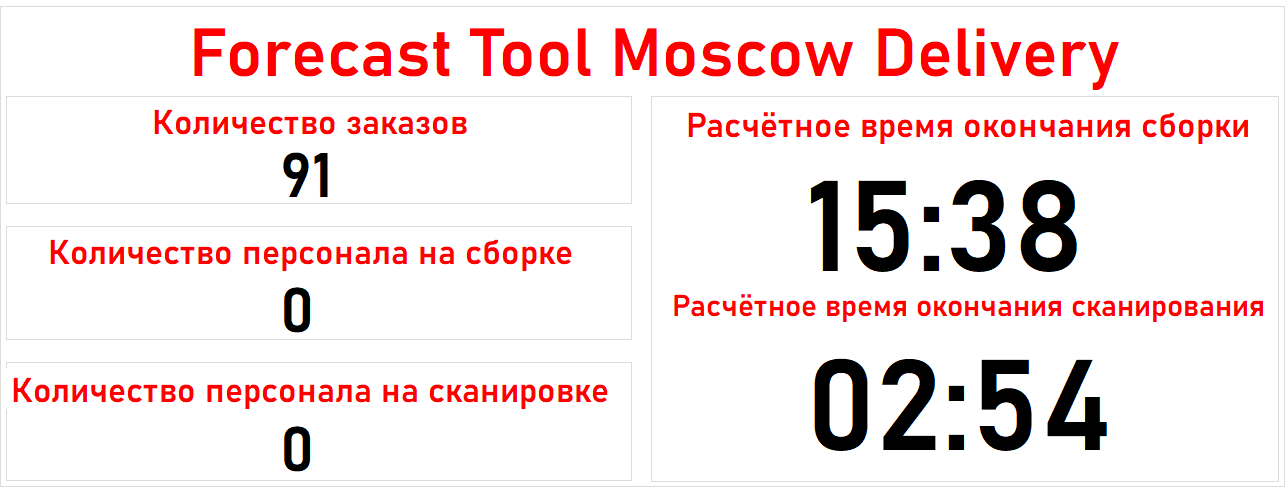 Forecast Tool Moscow Delivery
Количество заказов
91
Количество персонала на сборке
0
Количество персонала на сканировке
0
Расчётное время окончания сборки
15:38
Расчётное время окончания сканирования
02:54